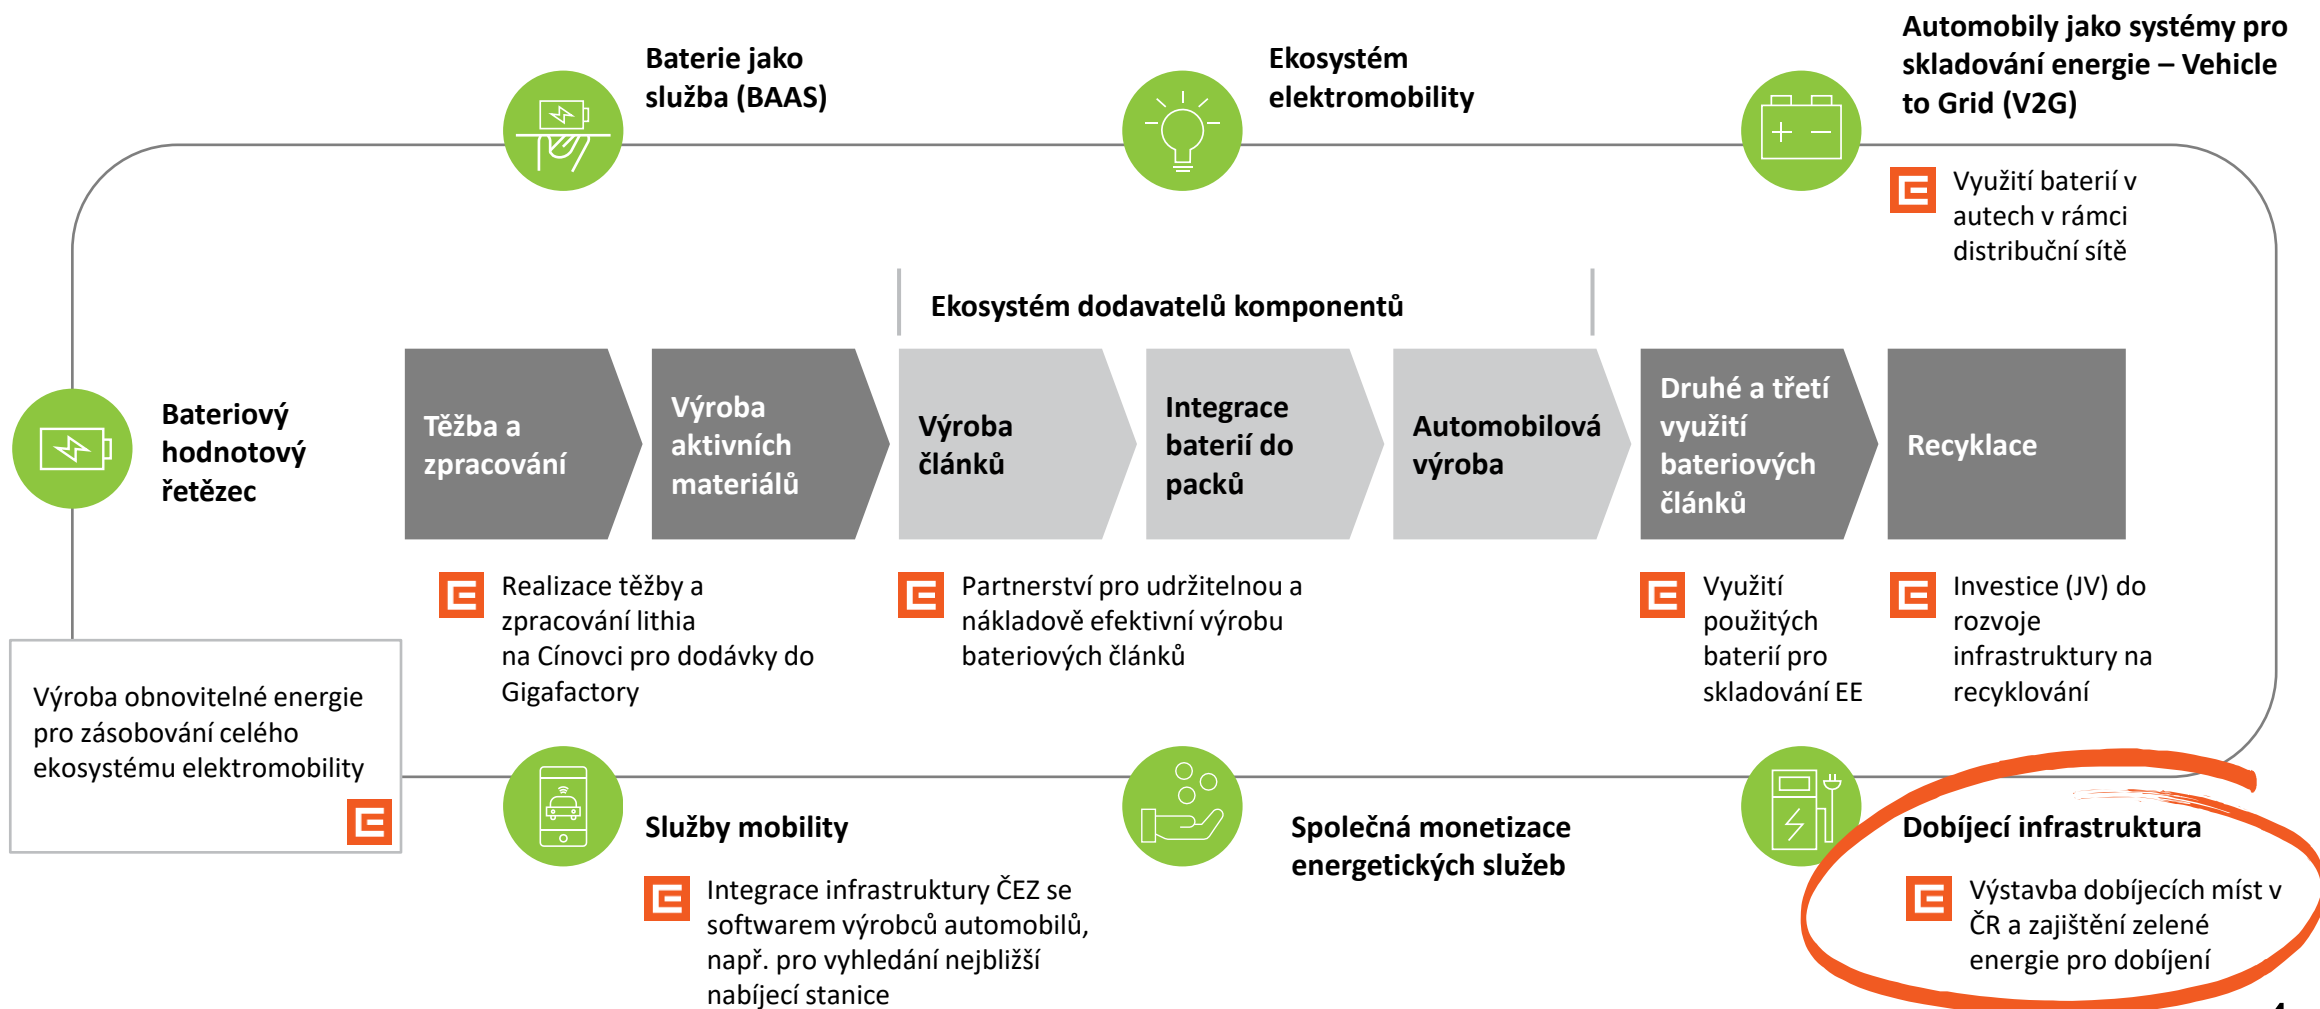 Baterie jako
služba (BAAS)
Ekosystém
elektromobility
Automobily jako systémy pro
skladování energie – Vehicle
to Grid (V2G)
Využití baterií v
autech v rámci
distribuční sítě
Ekosystém dodavatelů komponentů
Bateriový
hodnotový
řetězec
Těžba a
zpracování
Výroba
aktivních
materiálů
Výroba
článků
Integrace
baterií do
packů
Automobilová
výroba
Druhé a třetí
využití
bateriových
článků
Recyklace
Realizace těžby a
zpracování lithia
na Cínovci pro dodávky do
Gigafactory
Partnerství pro udržitelnou a
nákladově efektivní výrobu
bateriových článků
Využití
použitých
baterií pro
skladování EE
Investice (JV) do
rozvoje
infrastruktury na
recyklování
Výroba obnovitelné energie
pro zásobování celého
ekosystému elektromobility
Služby mobility
Integrace infrastruktury ČEZ se
softwarem výrobců automobilů,
např. pro vyhledání nejbližší
nabíjecí stanice
Společná monetizace
energetických služeb
Dobíjecí infrastruktura
Výstavba dobíjecích míst v
ČR a zajištění zelené
energie pro dobíjení